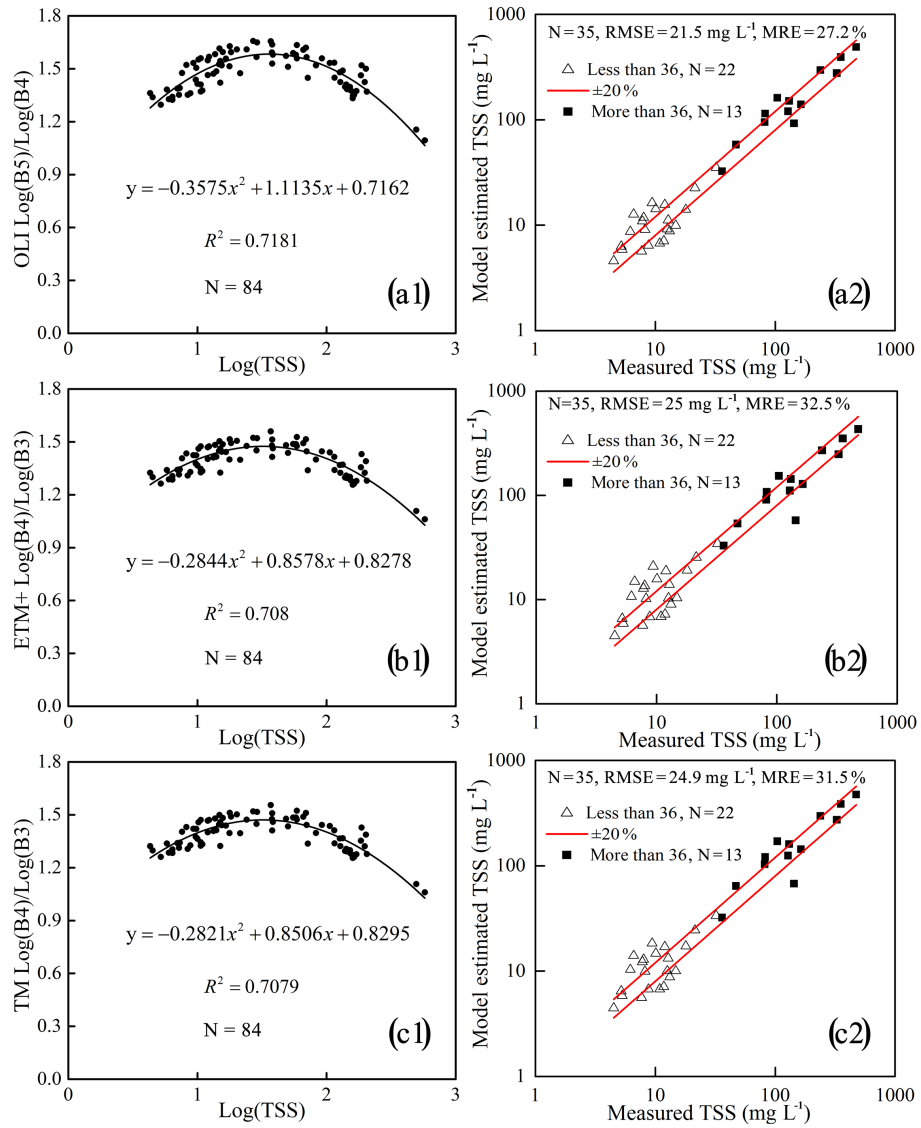 OLI Log(B5)/Log(B4)
1.8
1.5
1.2
0.9
0.6
0.3
0.0
y = −0.3575x² + 1.1135x + 0.7162
R² = 0.7181
N = 84
(a1)
0 1 2 3
Log(TSS)
Model estimated TSS (mg L⁻¹)
1000
100
10
1
N=35, RMSE=21.5 mg L⁻¹, MRE=27.2%
Less than 36, N=22
±20%
More than 36, N=13
(a2)
1 10 100 1000
Measured TSS (mg L⁻¹)
ETM+ Log(B4)/Log(B3)
1.8
1.5
1.2
0.9
0.6
0.3
0.0
y = −0.2844x² + 0.8578x + 0.8278
R² = 0.708
N = 84
(b1)
0 1 2 3
Log(TSS)
Model estimated TSS (mg L⁻¹)
1000
100
10
1
N=35, RMSE=25 mg L⁻¹, MRE=32.5%
Less than 36, N=22
±20%
More than 36, N=13
(b2)
1 10 100 1000
Measured TSS (mg L⁻¹)
TM Log(B4)/Log(B3)
1.8
1.5
1.2
0.9
0.6
0.3
0.0
y = −0.2821x² + 0.8506x + 0.8295
R² = 0.7079
N = 84
(c1)
0 1 2 3
Log(TSS)
Model estimated TSS (mg L⁻¹)
1000
100
10
1
N=35, RMSE=24.9 mg L⁻¹, MRE=31.5%
Less than 36, N=22
±20%
More than 36, N=13
(c2)
1 10 100 1000
Measured TSS (mg L⁻¹)